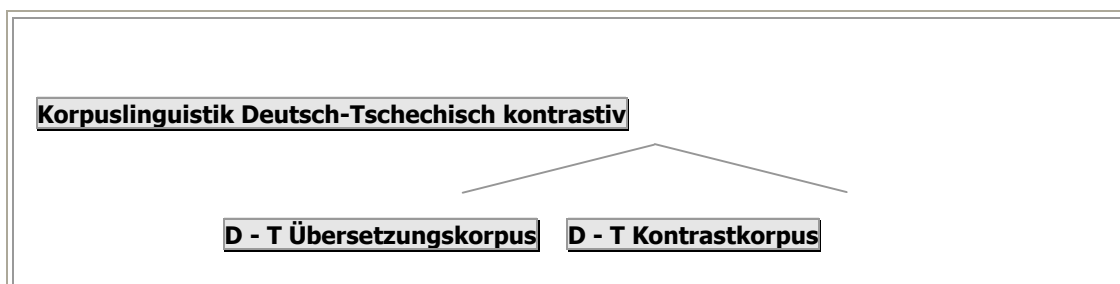 Korpuslinguistik Deutsch-Tschechisch kontrastiv
D - T Übersetzungskorpus D - T Kontrastkorpus